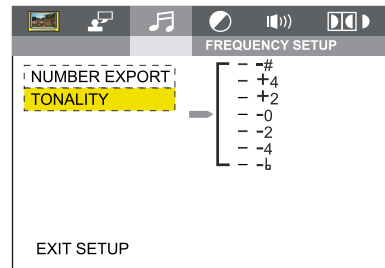 FREQUENCY SETUP
NUMBER EXPORT
TONALITY
– -#
– +4
– +2
– -0
– -2
– -4
– -♭
EXIT SETUP